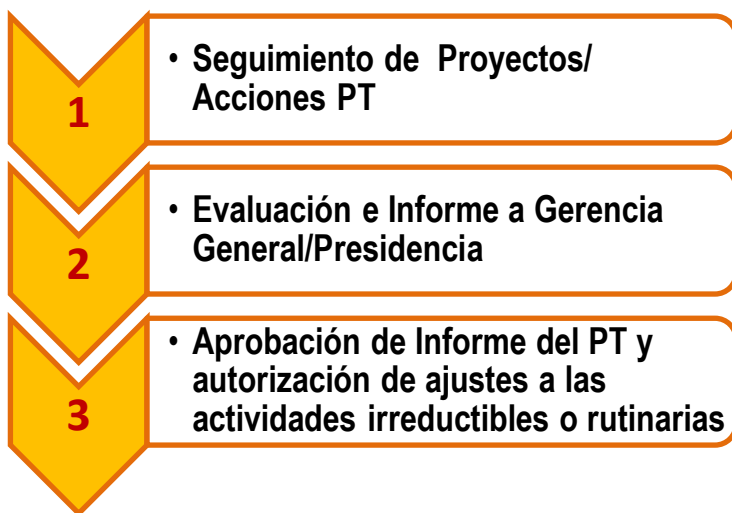 1
• Seguimiento de Proyectos/
Acciones PT
2
• Evaluación e Informe a Gerencia
General/Presidencia
3
• Aprobación de Informe del PT y
autorización de ajustes a las
actividades irreductibles o rutinarias